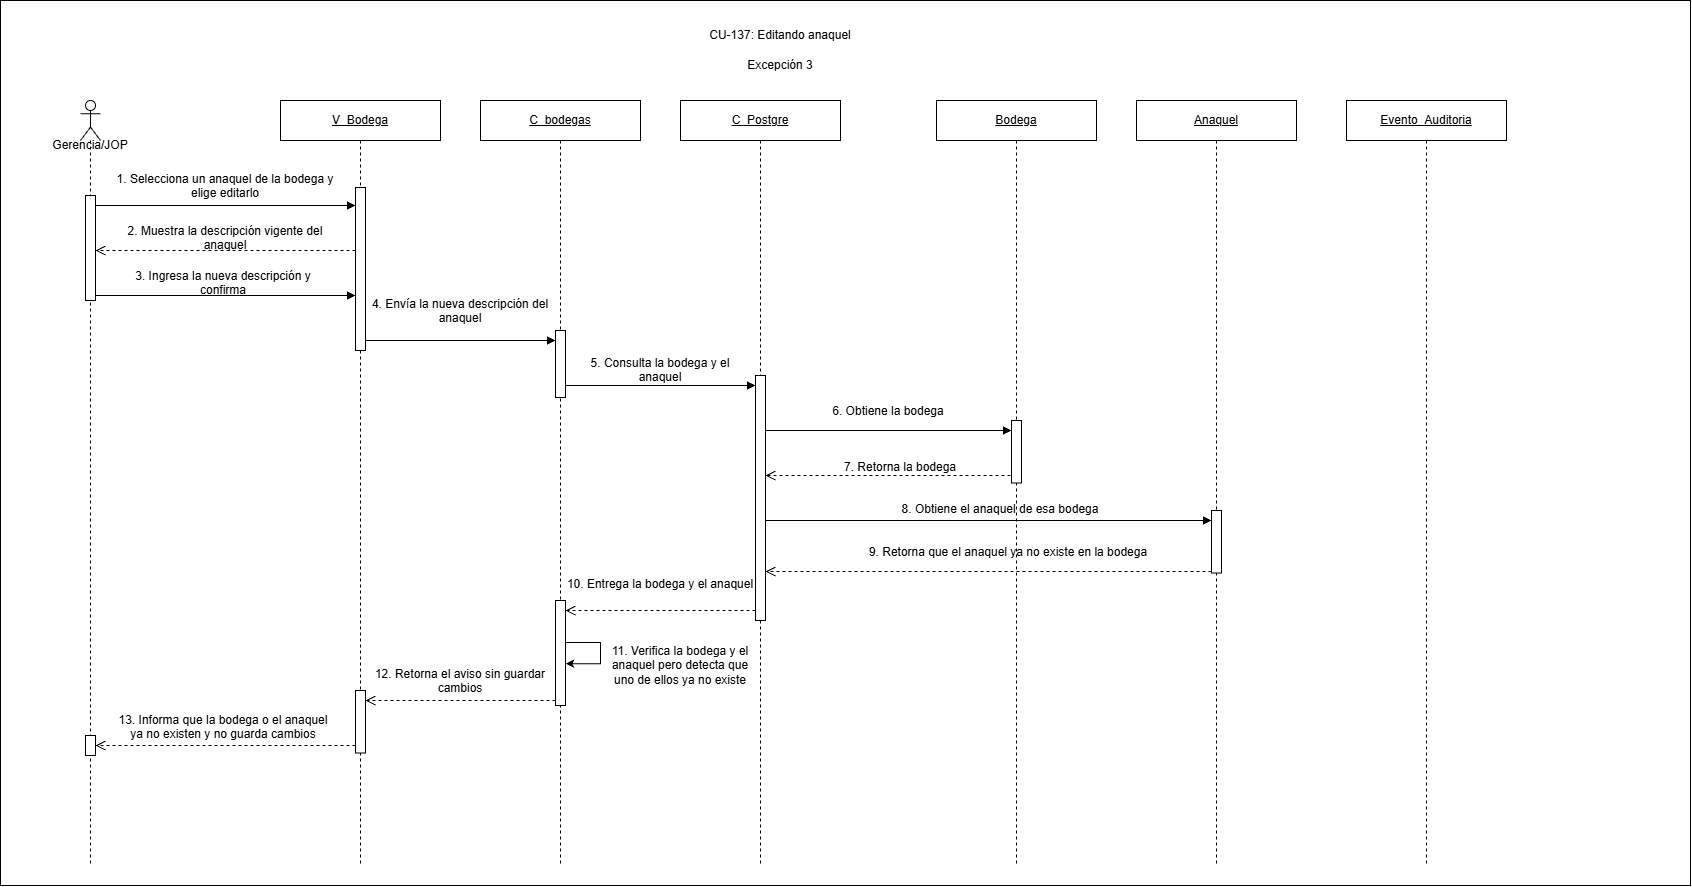 CU-137: Editando anaquel
Excepción 3
Gerencia/JOP
V_Bodega
C_bodegas
C_Postgre
Bodega
Anaquel
Evento_Auditoria
1. Selecciona un anaquel de la bodega y
elige editarlo
2. Muestra la descripción vigente del
anaquel
3. Ingresa la nueva descripción y
confirma
4. Envía la nueva descripción del
anaquel
5. Consulta la bodega y el
anaquel
6. Obtiene la bodega
7. Retorna la bodega
8. Obtiene el anaquel de esa bodega
9. Retorna que el anaquel ya no existe en la bodega
10. Entrega la bodega y el anaquel
11. Verifica la bodega y el
anaquel pero detecta que
uno de ellos ya no existe
12. Retorna el aviso sin guardar
cambios
13. Informa que la bodega o el anaquel
ya no existen y no guarda cambios